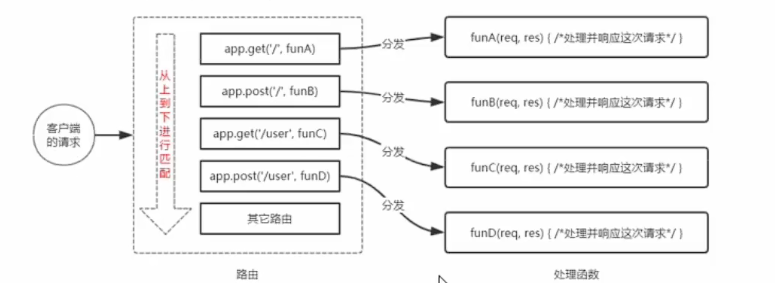 客户端
的请求
从上到下进行匹配
app.get('/', funA)
app.post('/', funB)
app.get('/user', funC)
app.post('/user', funD)
其它路由
路由
分发
分发
分发
分发
funA(req, res) { /*处理并响应这次请求*/ }
funB(req, res) { /*处理并响应这次请求*/ }
funC(req, res) { /*处理并响应这次请求*/ }
funD(req, res) { /*处理并响应这次请求*/ }
处理函数